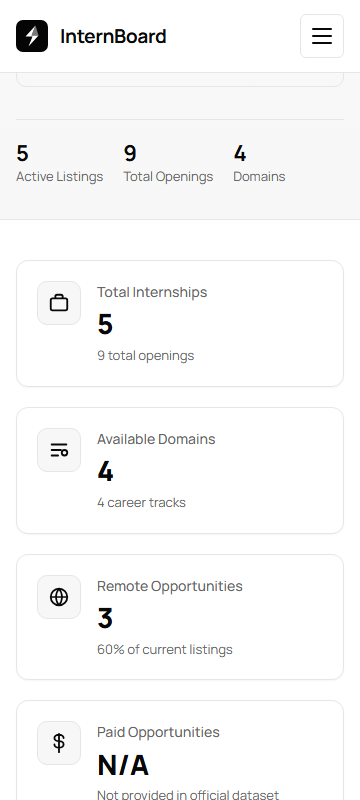 InternBoard
5
Active Listings
9
Total Openings
4
Domains
Total Internships
5
9 total openings
Available Domains
4
4 career tracks
Remote Opportunities
3
60% of current listings
Paid Opportunities
N/A
Not provided in official dataset